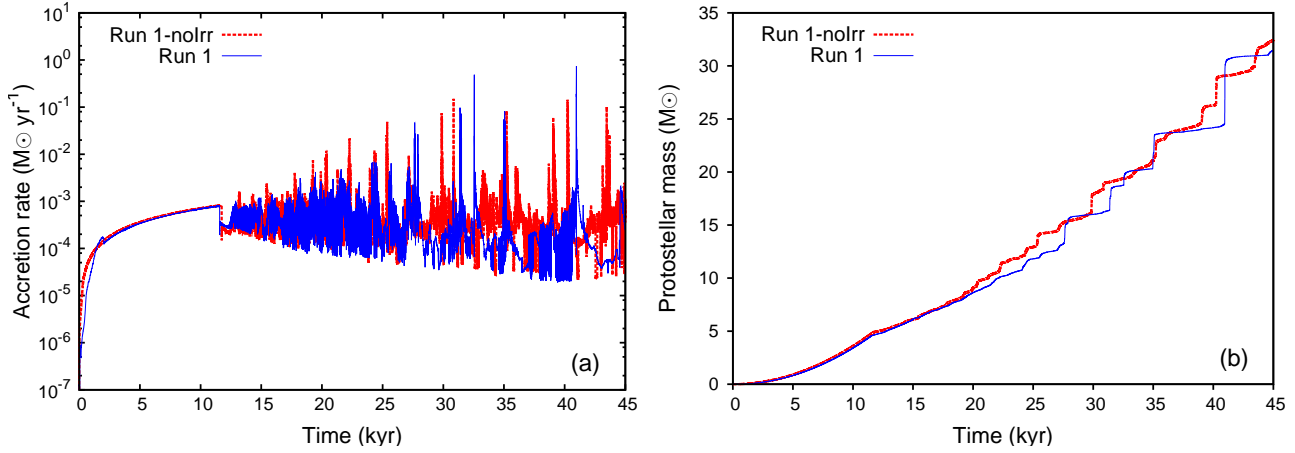 Run 1-noIrr
Run 1
10^1
10^0
10^-1
10^-2
10^-3
10^-4
10^-5
10^-6
10^-7
Accretion rate (M⊙ yr^-1)
(a)
0 5 10 15 20 25 30 35 40 45
Time (kyr)
Run 1-noIrr
Run 1
35
30
25
20
15
10
5
0
Protostellar mass (M⊙)
(b)
0 5 10 15 20 25 30 35 40 45
Time (kyr)